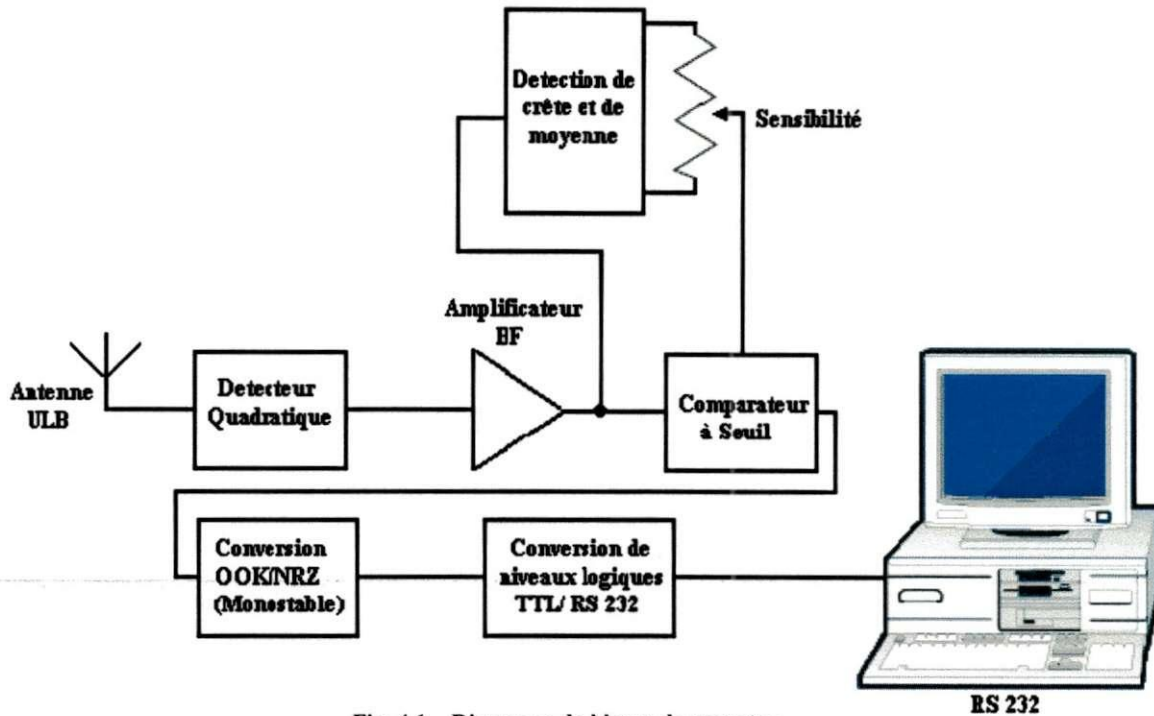 Detection de
crête et de
moyenne
Sensibilité
Amplificateur
BF
Antenne
ULB
Detecteur
Quadratique
Comparateur
à Seuil
Conversion
OOK/NRZ
(Monostable)
Conversion de
niveaux logiques
TTL/ RS 232
RS 232